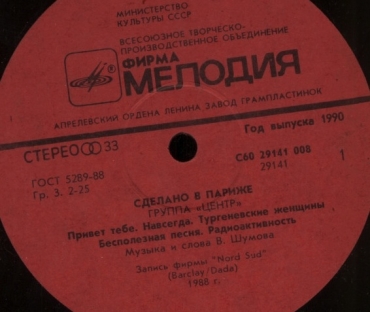 МИНИСТЕРСТВО
КУЛЬТУРЫ СССР
ВСЕСОЮЗНОЕ ТВОРЧЕСКО-
ПРОИЗВОДСТВЕННОЕ ОБЪЕДИНЕНИЕ
ФИРМА
МЕЛОДИЯ
АПРЕЛЕВСКИЙ ОРДЕНА ЛЕНИНА ЗАВОД ГРАМПЛАСТИНОК
СТЕРЕО 33
Год выпуска 1990
ГОСТ 5289-88
Гр. 3. 2-25
С60 29141 008
29141
1
СДЕЛАНО В ПАРИЖЕ
ГРУППА «ЦЕНТР»
Привет тебе. Навсегда. Тургеневские женщины
Бесполезная песня. Радиоактивность
Музыка и слова В. Шумова
Запись фирмы "Nord Sud"
(Barclay/Dada)
1988 г.